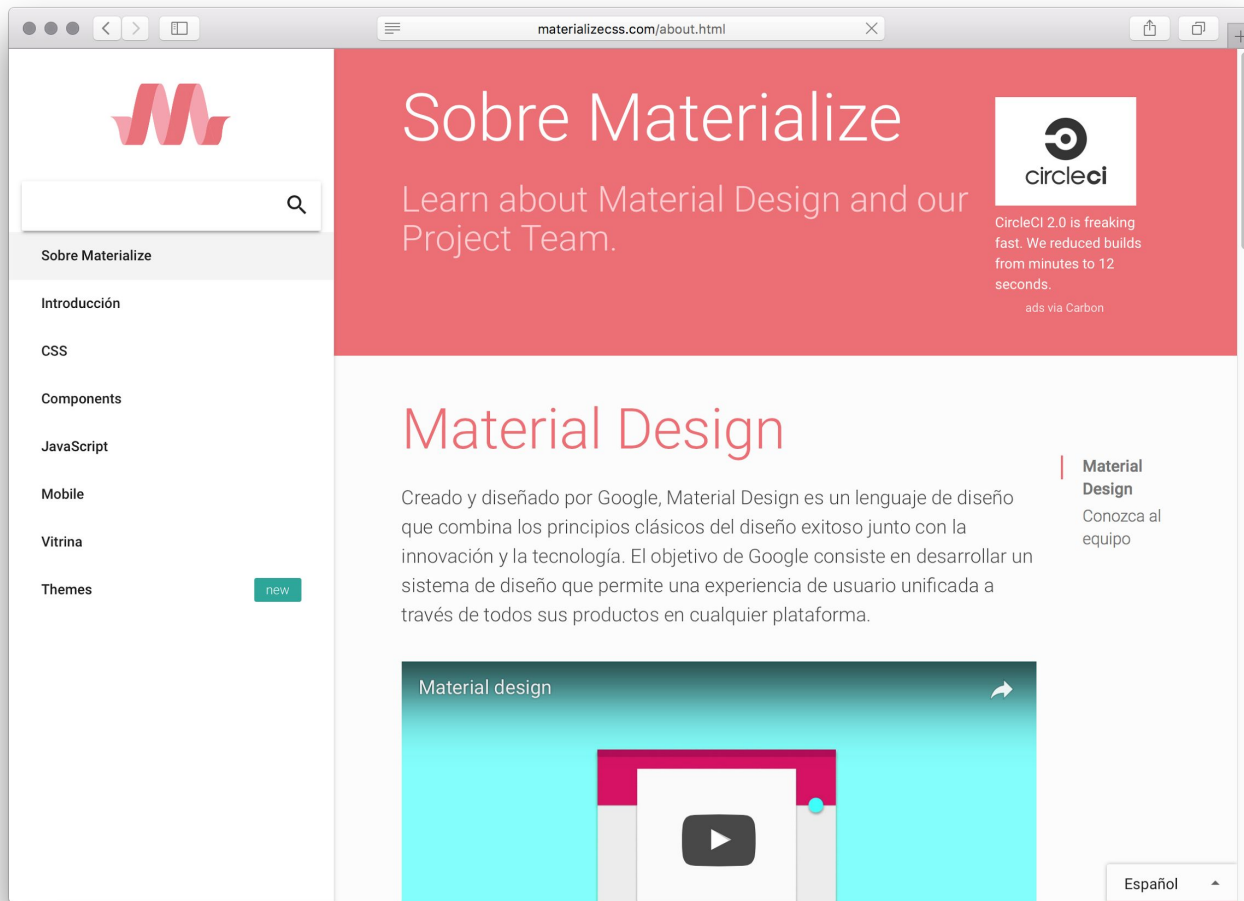 materializecss.com/about.html
Sobre Materialize
Introducción
CSS
Components
JavaScript
Mobile
Vitrina
Themes new
Sobre Materialize
Learn about Material Design and our
Project Team.
circleci
CircleCI 2.0 is freaking
fast. We reduced builds
from minutes to 12
seconds.
ads via Carbon
Material Design
Creado y diseñado por Google, Material Design es un lenguaje de diseño
que combina los principios clásicos del diseño exitoso junto con la
innovación y la tecnología. El objetivo de Google consiste en desarrollar un
sistema de diseño que permite una experiencia de usuario unificada a
través de todos sus productos en cualquier plataforma.
Material
Design
Conozca al
equipo
Material design
Español